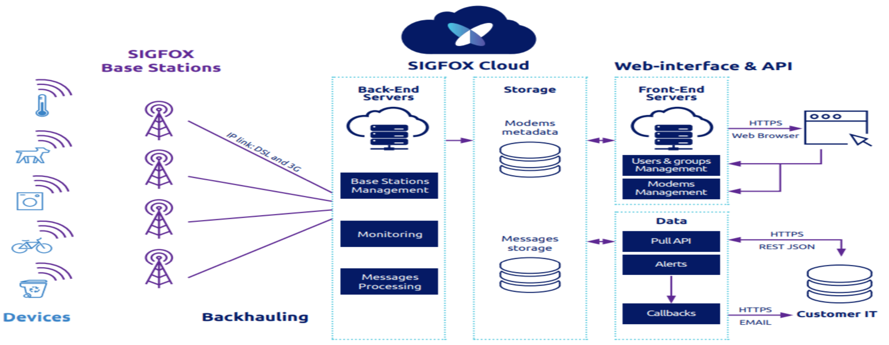 SIGFOX
Base Stations
SIGFOX Cloud
Web-interface & API
Back-End
Servers
Storage
Front-End
Servers
Modems
metadata
HTTPS
Web Browser
IP link: DSL and 3G
Users & groups
Management
Modems
Management
Base Stations
Management
Data
Monitoring
Messages
storage
Pull API
HTTPS
REST JSON
Alerts
Messages
Processing
Callbacks
HTTPS
EMAIL
Customer IT
Devices
Backhauling